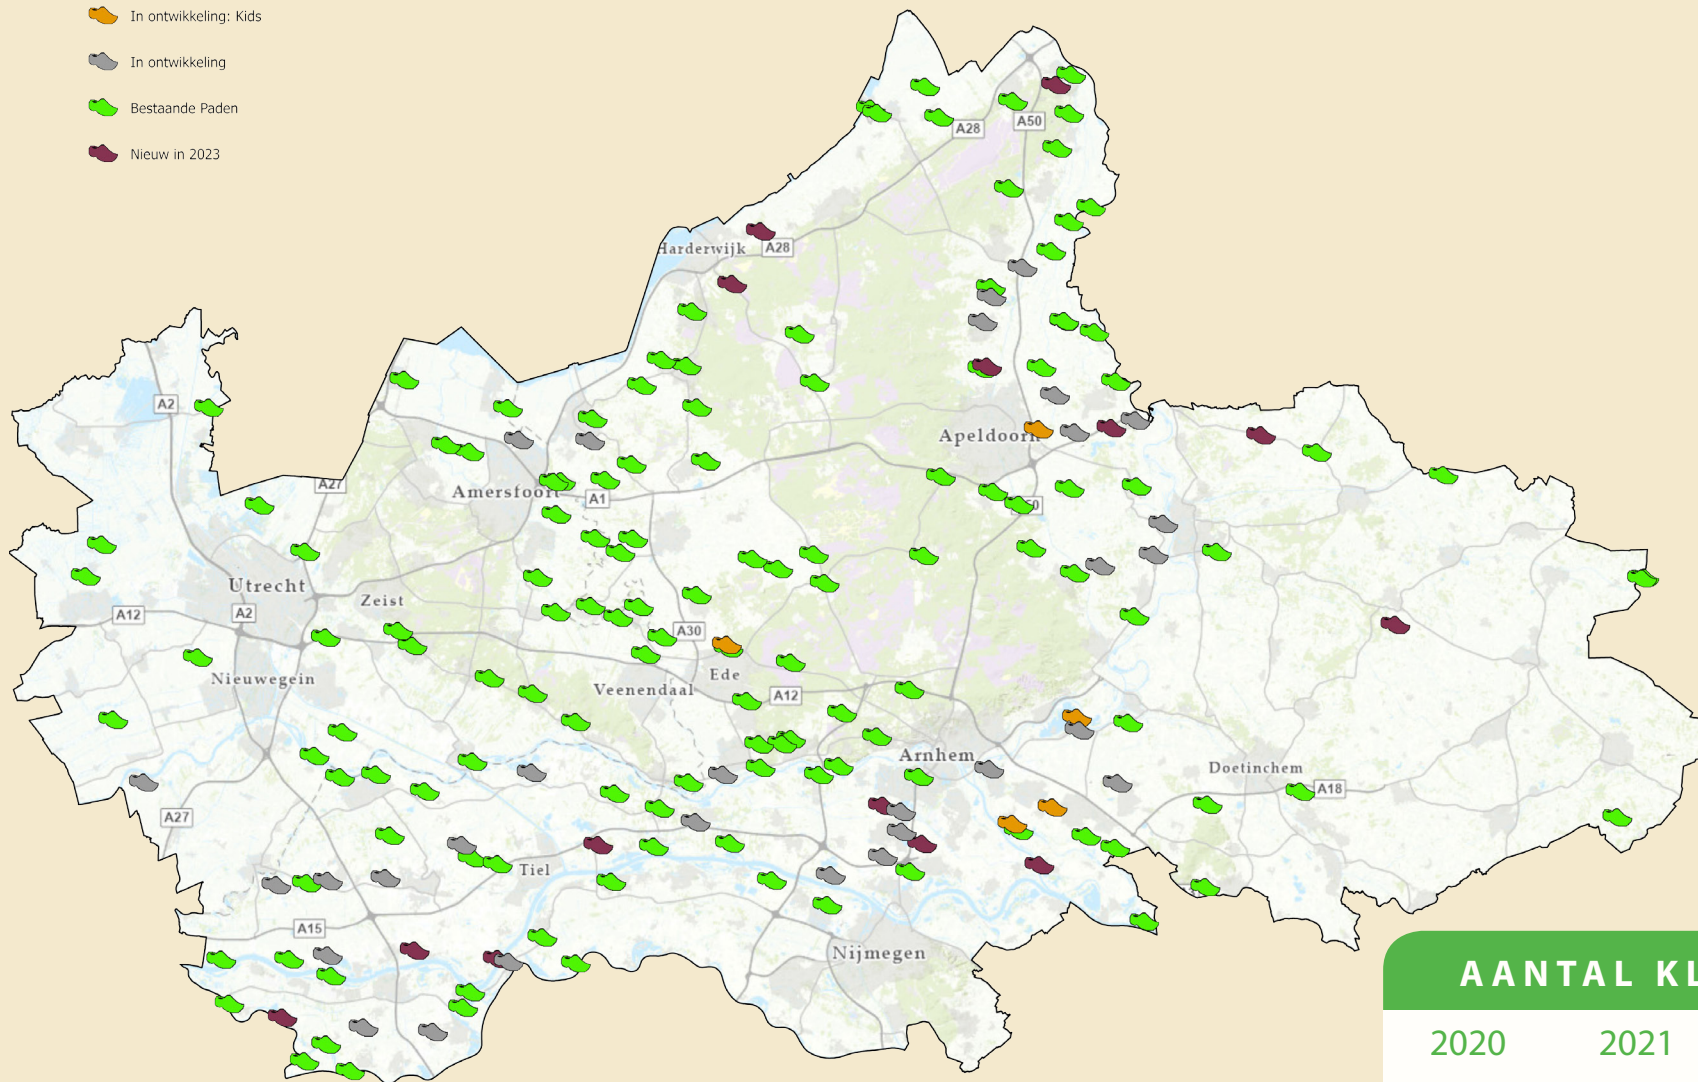 In ontwikkeling: Kids
In ontwikkeling
Bestaande Paden
Nieuw in 2023
A28
A50
Harderwijk
A28
A2
Apeldoorn
A27
Amersfoort
A1
Utrecht
A12
A2
Zeist
A30
Nieuwegein
Veenendaal
Ede
A12
Arnhem
Doetinchem
A18
A27
Tiel
A15
Nijmegen
AANTAL KL
2020 2021